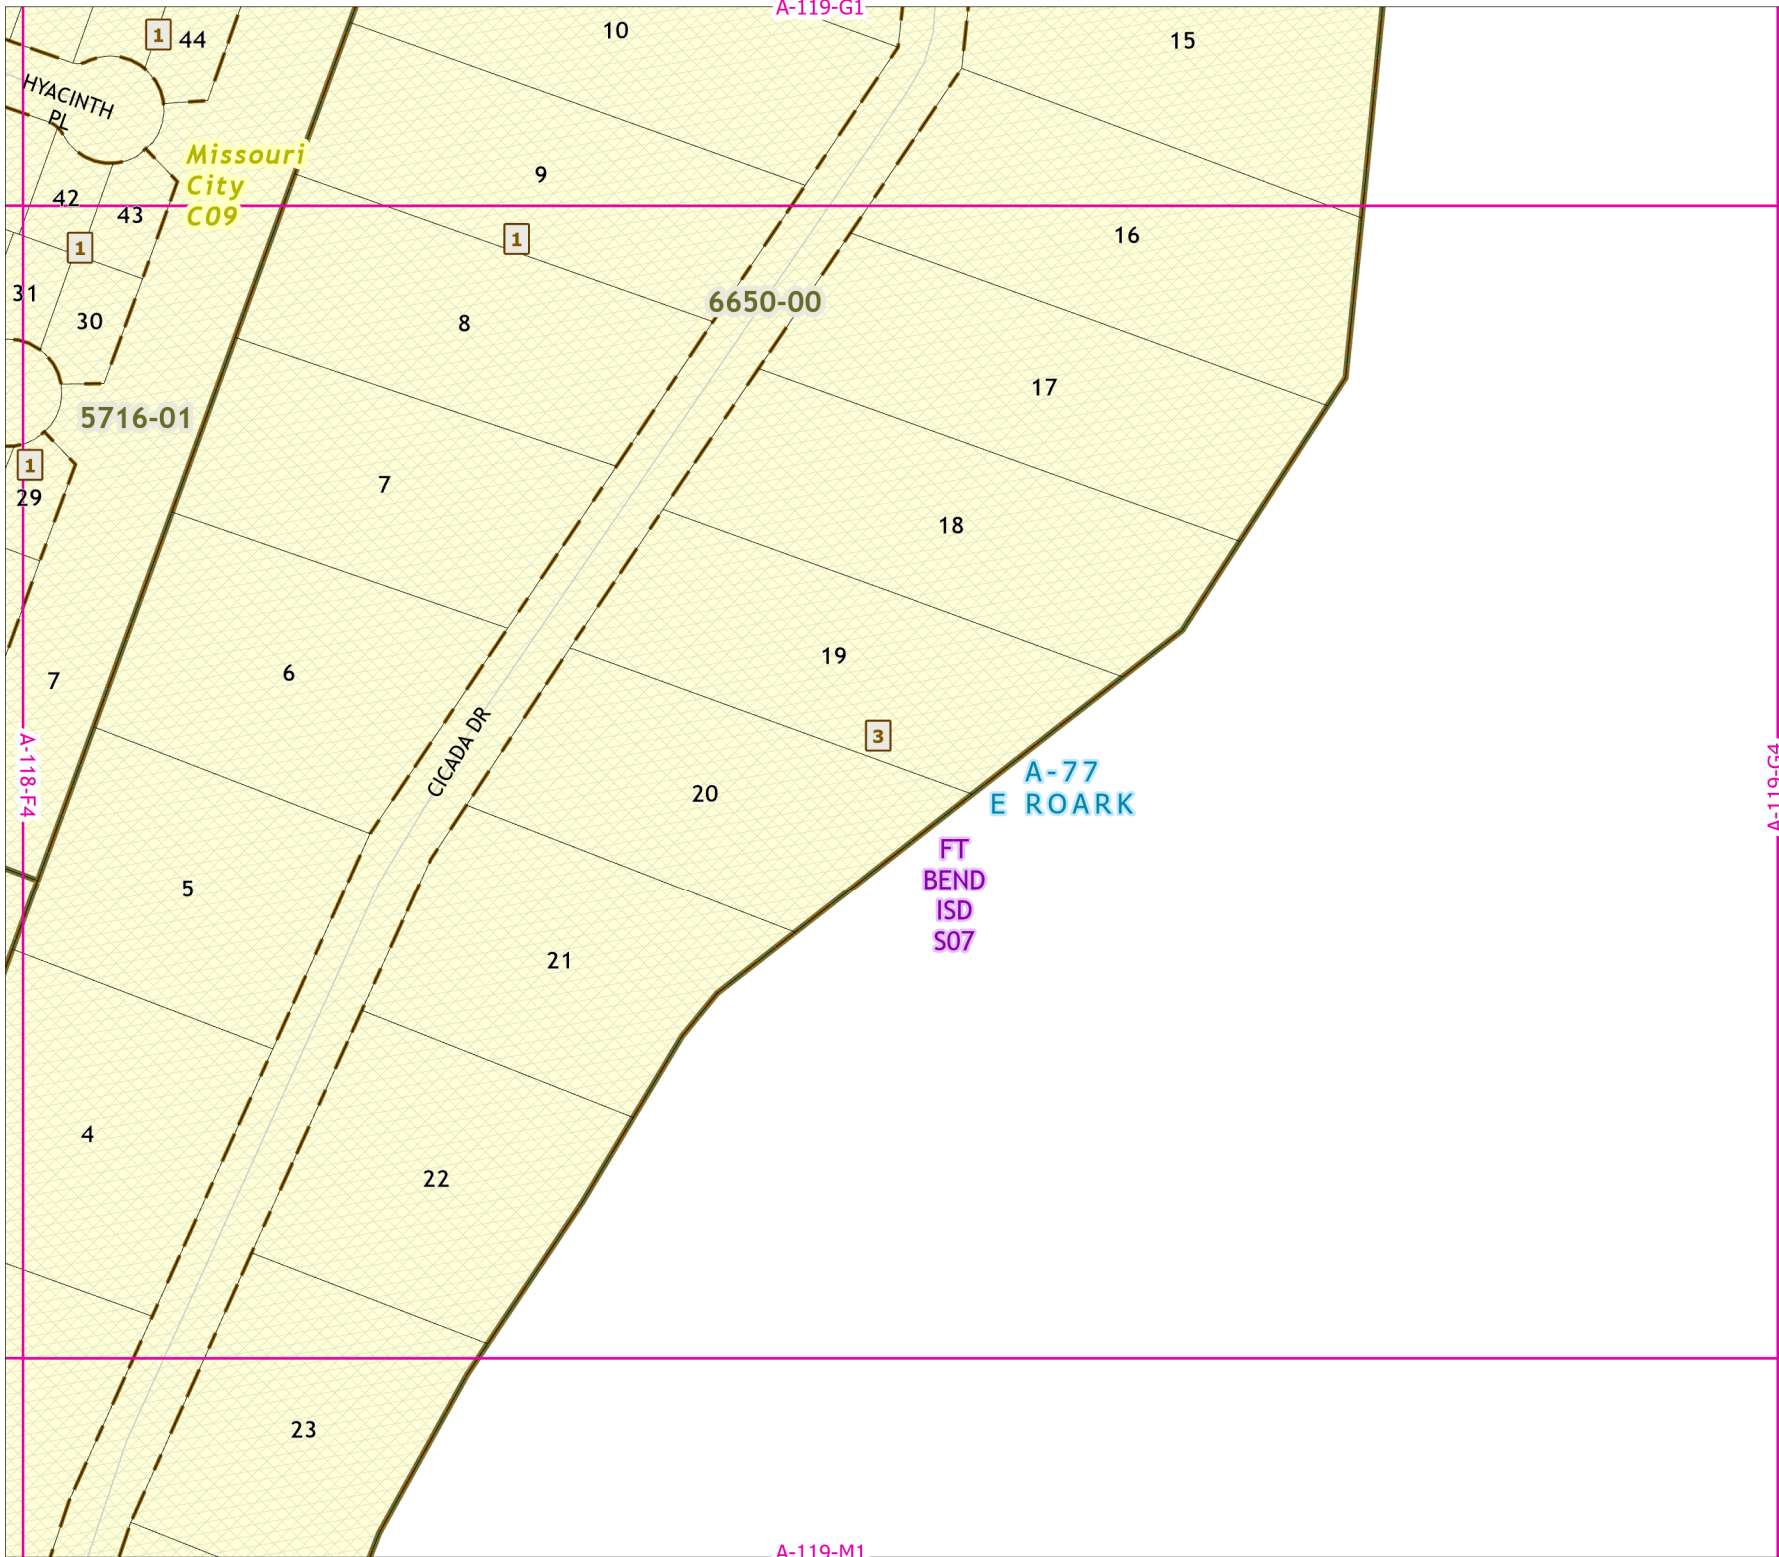 A-119-G1
10
15
1
44
HYACINTH
PL
Missouri
City
C09
9
42
43
1
16
1
31
30
6650-00
8
17
5716-01
1
29
7
18
19
6
7
CICADA DR
3
A-118-F4
A-77
E ROARK
A-119-G4
20
FT
BEND
ISD
S07
5
21
4
22
23
A-119-M1